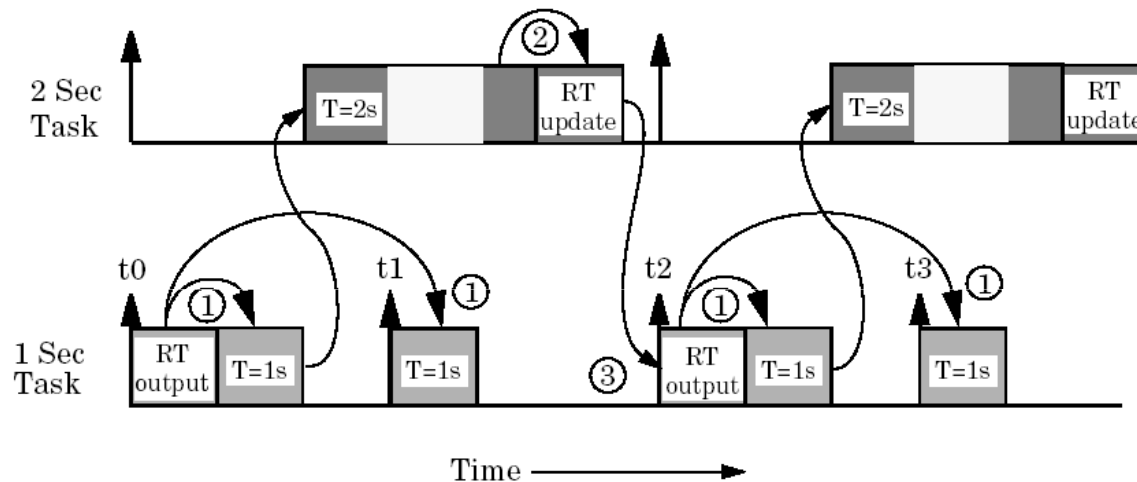 2 Sec
Task
T=2s
②
RT
update
T=2s
RT
update
t0
①
t1
①
t2
①
t3
①
1 Sec
Task
RT
output
T=1s
T=1s
③
RT
output
T=1s
T=1s
Time